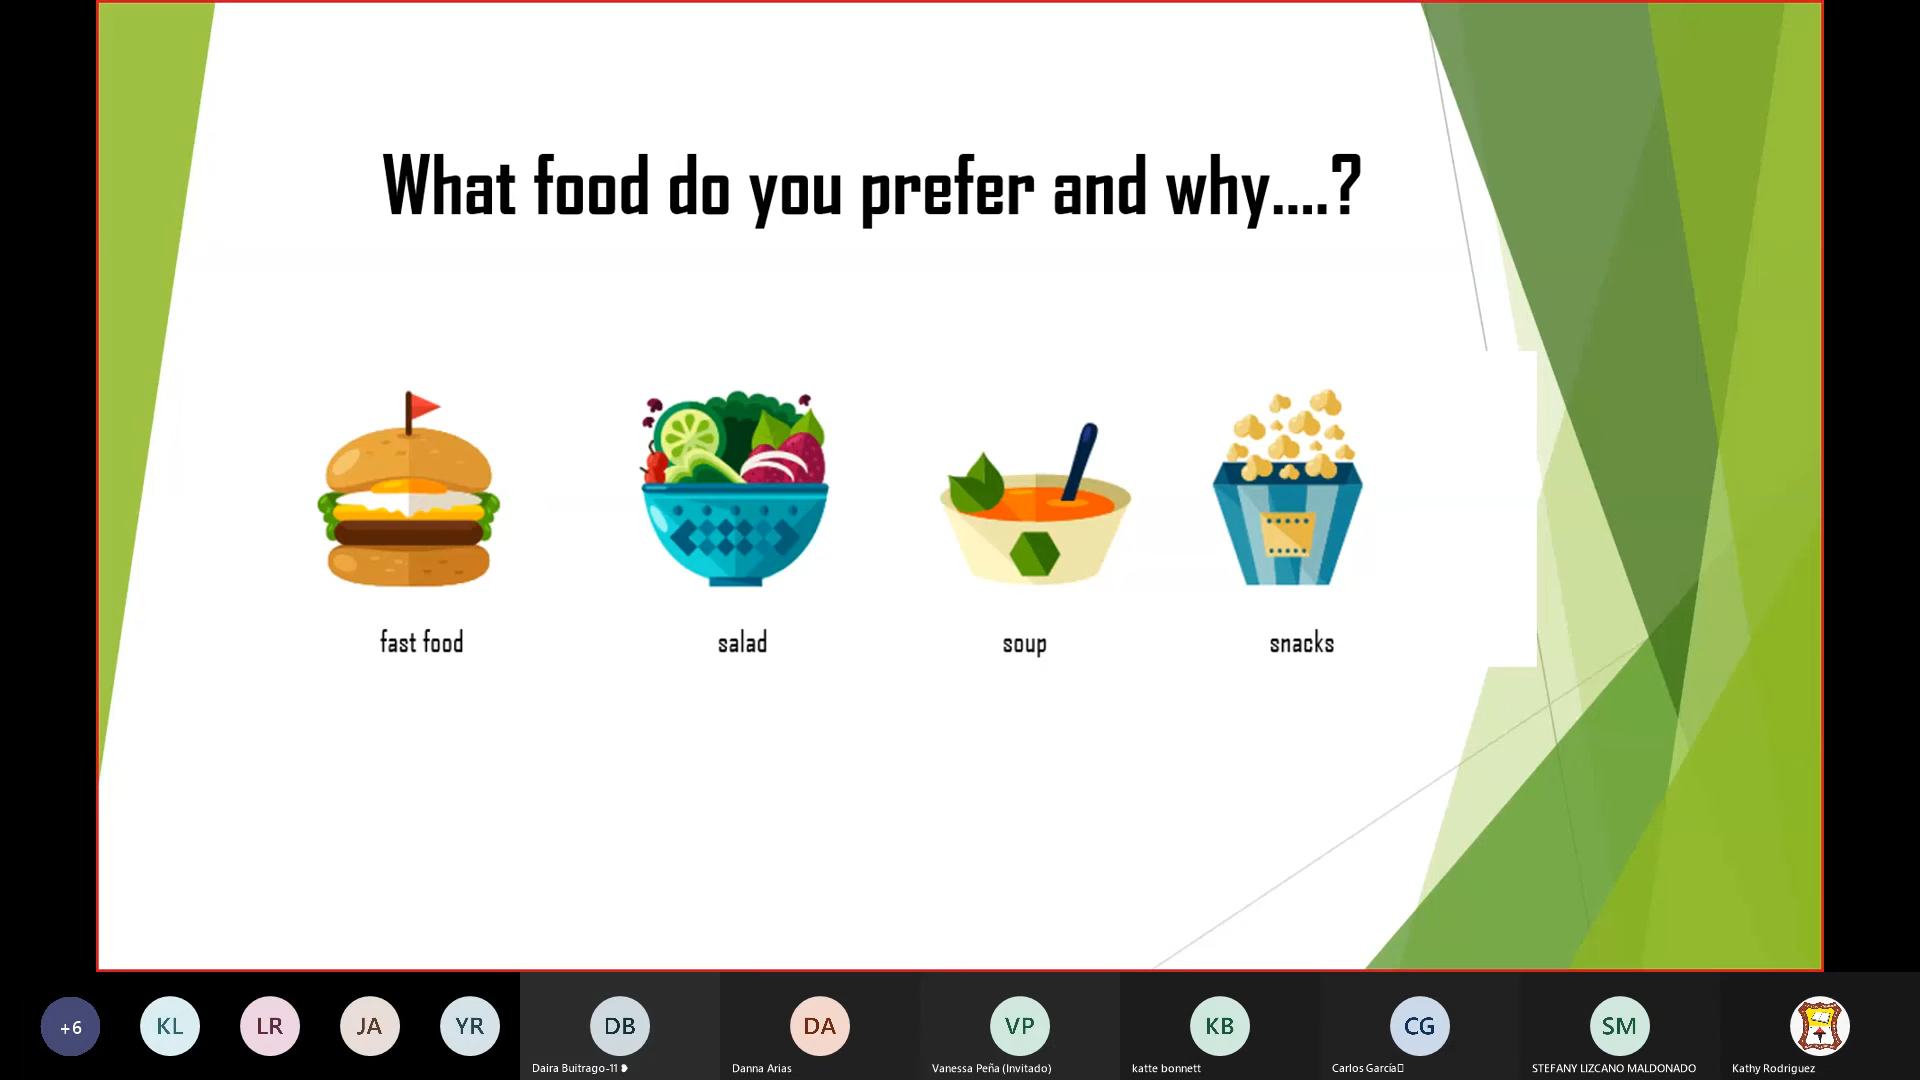 What food do you prefer and why....?
fast food
salad
soup
snacks
+6
KL
LR
JA
YR
DB
DA
VP
KB
CG
SM
Daira Buitrago-11 ❥
Danna Arias
Vanessa Peña (Invitado)
katte bonnett
Carlos García
STEFANY LIZCANO MALDONADO
Kathy Rodriguez